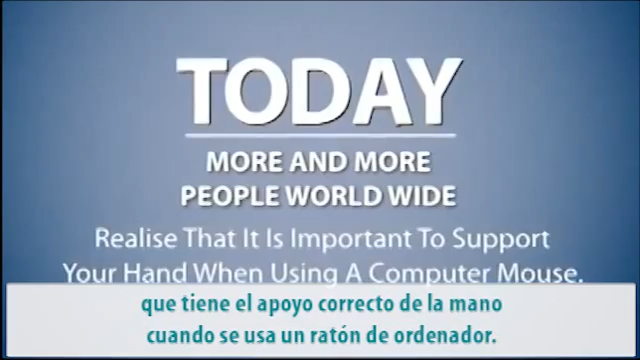 TODAY
MORE AND MORE
PEOPLE WORLD WIDE
Realise That It Is Important To Support
Your Hand When Using A Computer Mouse.
que tiene el apoyo correcto de la mano
cuando se usa un ratón de ordenador.